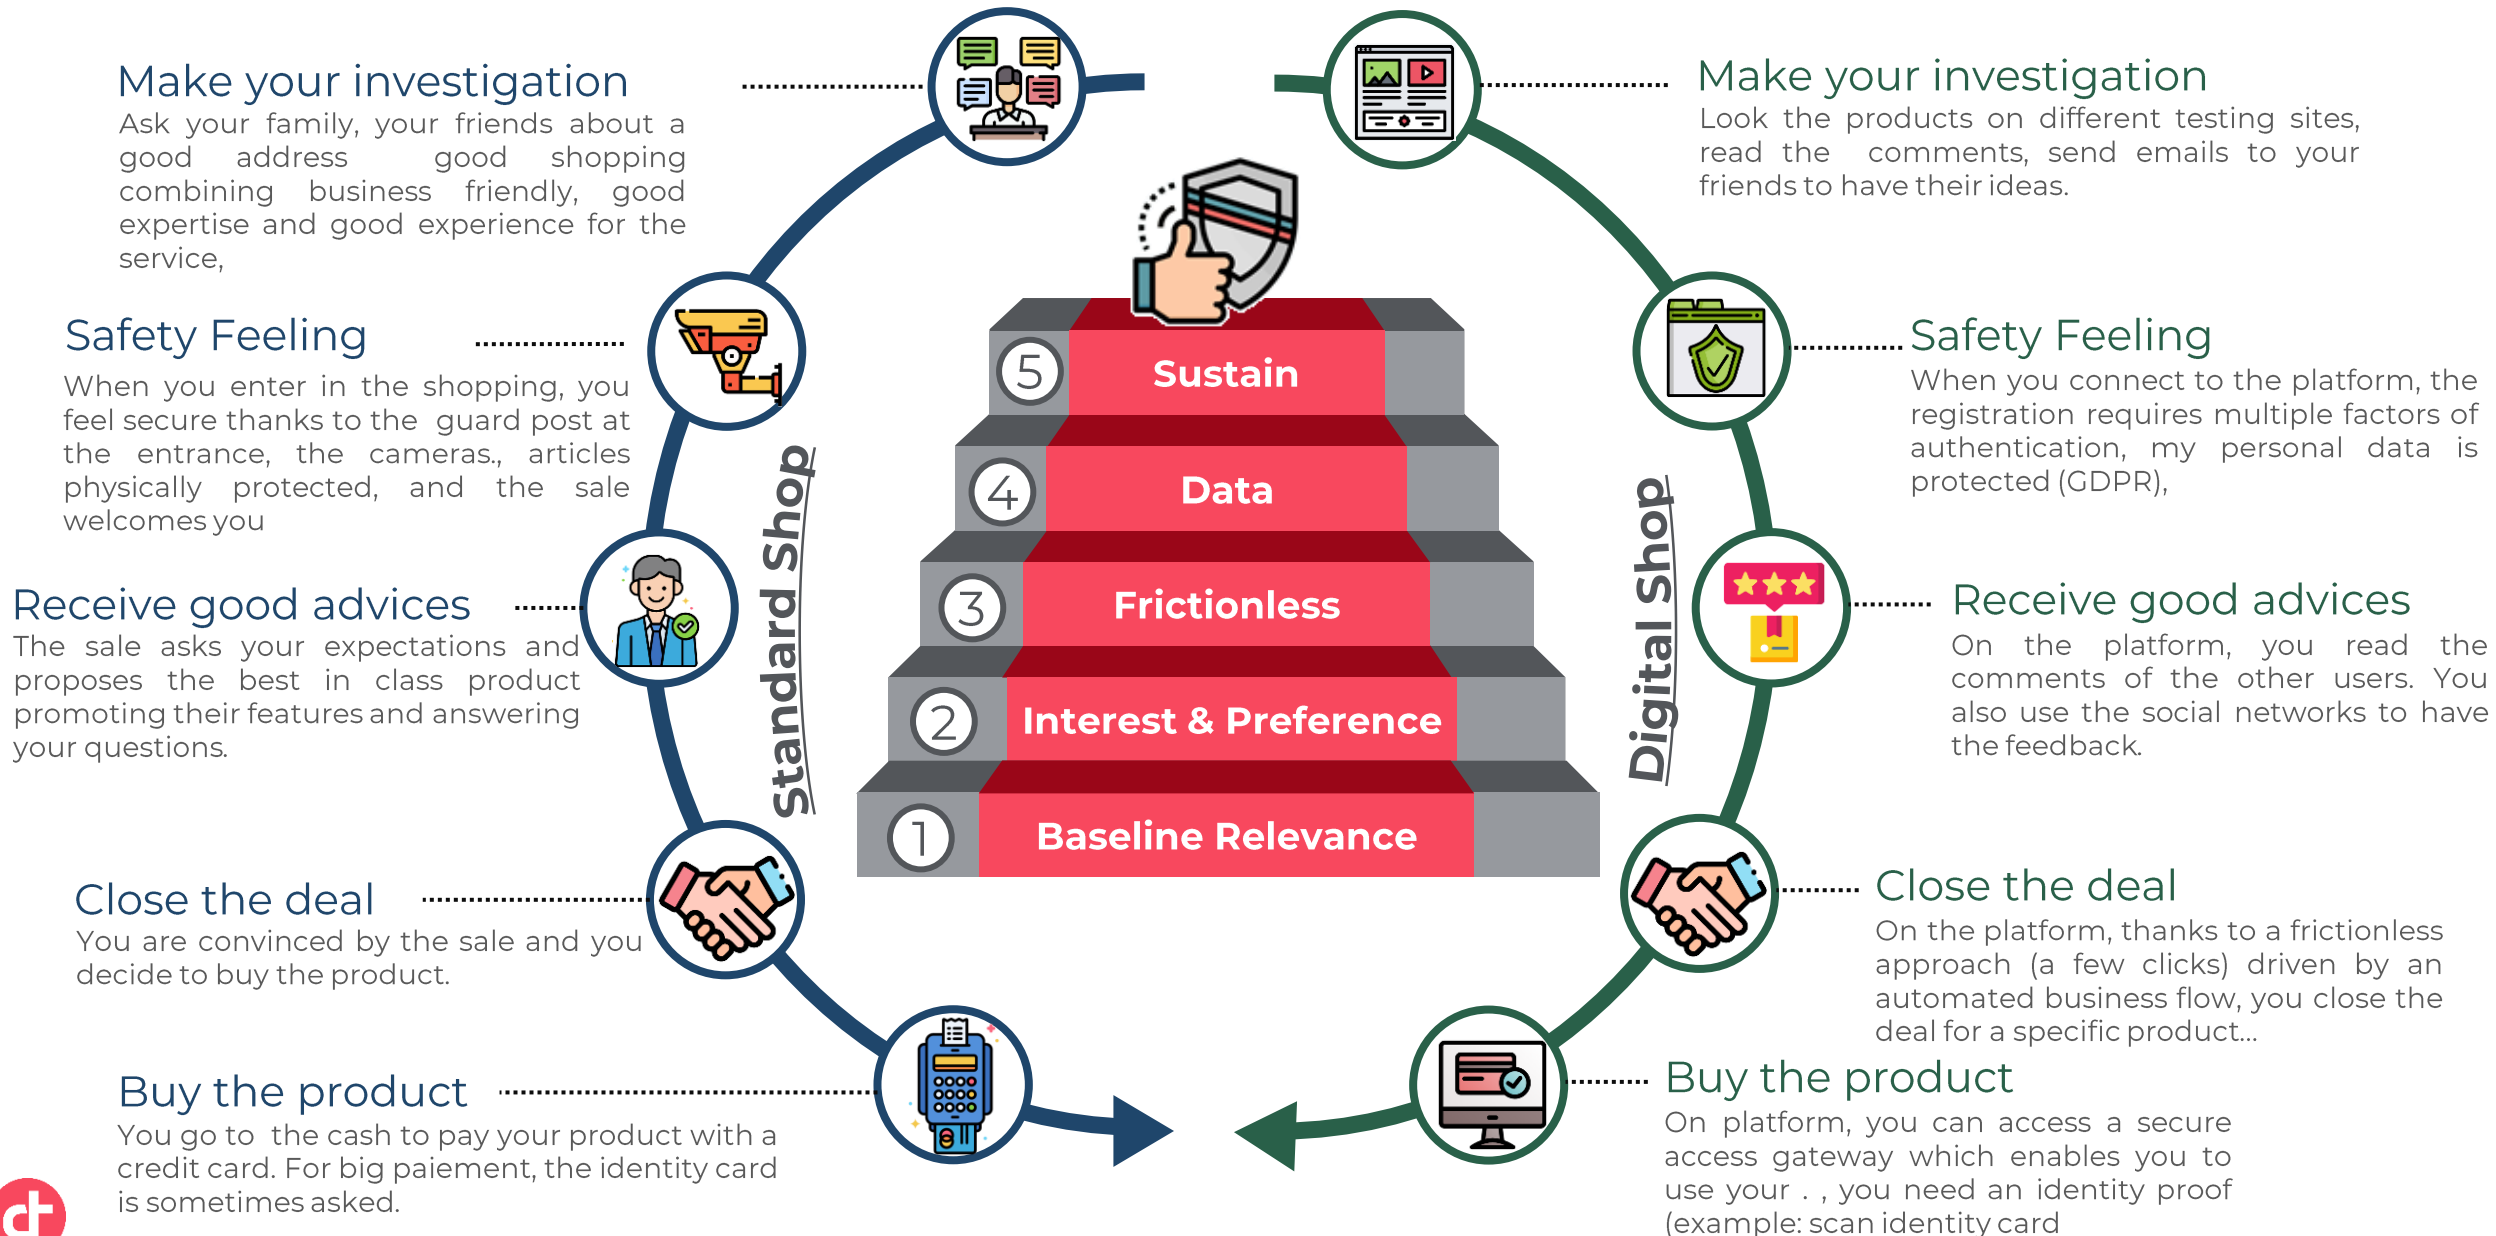 Make your investigation
Ask your family, your friends about a
good address good shopping
combining business friendly, good
expertise and good experience for the
service,
Safety Feeling
When you enter in the shopping, you
feel secure thanks to the guard post at
the entrance, the cameras., articles
physically protected, and the sale
welcomes you
Receive good advices
The sale asks your expectations and
proposes the best in class product
promoting their features and answering
your questions.
Close the deal
You are convinced by the sale and you
decide to buy the product.
Buy the product
You go to the cash to pay your product with a
credit card. For big paiement, the identity card
is sometimes asked.
Standard Shop
5 Sustain
4 Data
3 Frictionless
2 Interest & Preference
1 Baseline Relevance
Digital Shop
Make your investigation
Look the products on different testing sites,
read the comments, send emails to your
friends to have their ideas.
Safety Feeling
When you connect to the platform, the
registration requires multiple factors of
authentication, my personal data is
protected (GDPR),
Receive good advices
On the platform, you read the
comments of the other users. You
also use the social networks to have
the feedback.
Close the deal
On the platform, thanks to a frictionless
approach (a few clicks) driven by an
automated business flow, you close the
deal for a specific product...
Buy the product
On platform, you can access a secure
access gateway which enables you to
use your . , you need an identity proof
(example: scan identity card